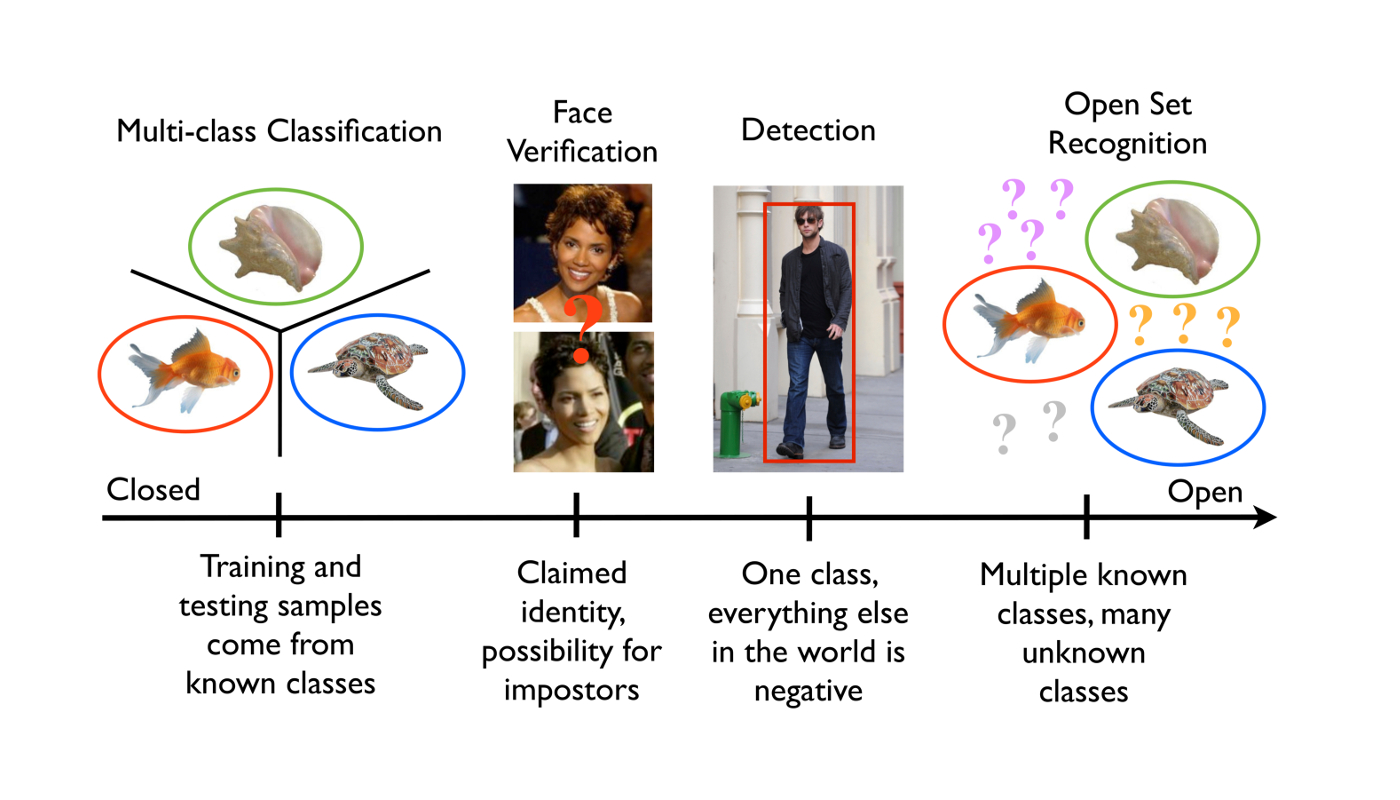 Multi-class Classification
Face
Verification
Detection
Open Set
Recognition
?
? ?
? ?
? ? ?
? ?
Closed
Open
Training and
testing samples
come from
known classes
Claimed
identity,
possibility for
impostors
One class,
everything else
in the world is
negative
Multiple known
classes, many
unknown
classes